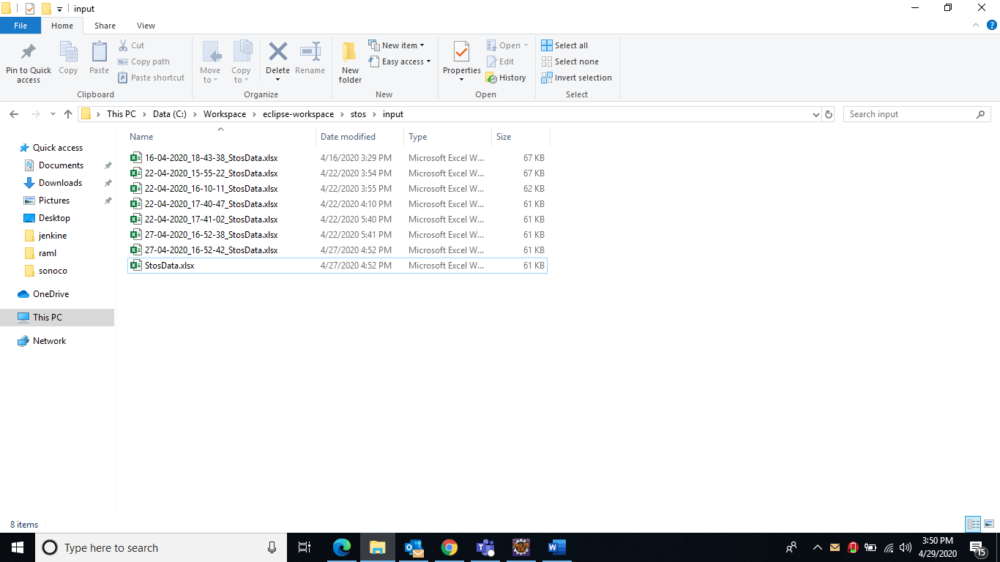 input
File Home Share View
Pin to Quick access
Copy
Paste
Cut
Copy path
Paste shortcut
Clipboard
Move to
Copy to
Delete
Rename
Organize
New folder
New item
Easy access
New
Properties
Open
Edit
History
Open
Select all
Select none
Invert selection
Select
This PC Data (C:) Workspace eclipse-workspace stos input
Search input
Quick access
Documents
Downloads
Pictures
Desktop
jenkine
raml
sonoco
OneDrive
This PC
Network
Name Date modified Type Size
16-04-2020_18-43-38_StosData.xlsx 4/16/2020 3:29 PM Microsoft Excel W... 67 KB
22-04-2020_15-55-22_StosData.xlsx 4/22/2020 3:54 PM Microsoft Excel W... 67 KB
22-04-2020_16-10-11_StosData.xlsx 4/22/2020 3:55 PM Microsoft Excel W... 62 KB
22-04-2020_17-40-47_StosData.xlsx 4/22/2020 4:10 PM Microsoft Excel W... 61 KB
22-04-2020_17-41-02_StosData.xlsx 4/22/2020 5:40 PM Microsoft Excel W... 61 KB
27-04-2020_16-52-38_StosData.xlsx 4/22/2020 5:41 PM Microsoft Excel W... 61 KB
27-04-2020_16-52-42_StosData.xlsx 4/27/2020 4:52 PM Microsoft Excel W... 61 KB
StosData.xlsx 4/27/2020 4:52 PM Microsoft Excel W... 61 KB
8 items
Type here to search
3:50 PM
4/29/2020
15